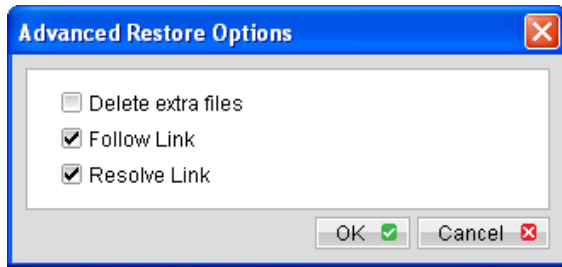 Advanced Restore Options
Delete extra files
Follow Link
Resolve Link
OK Cancel